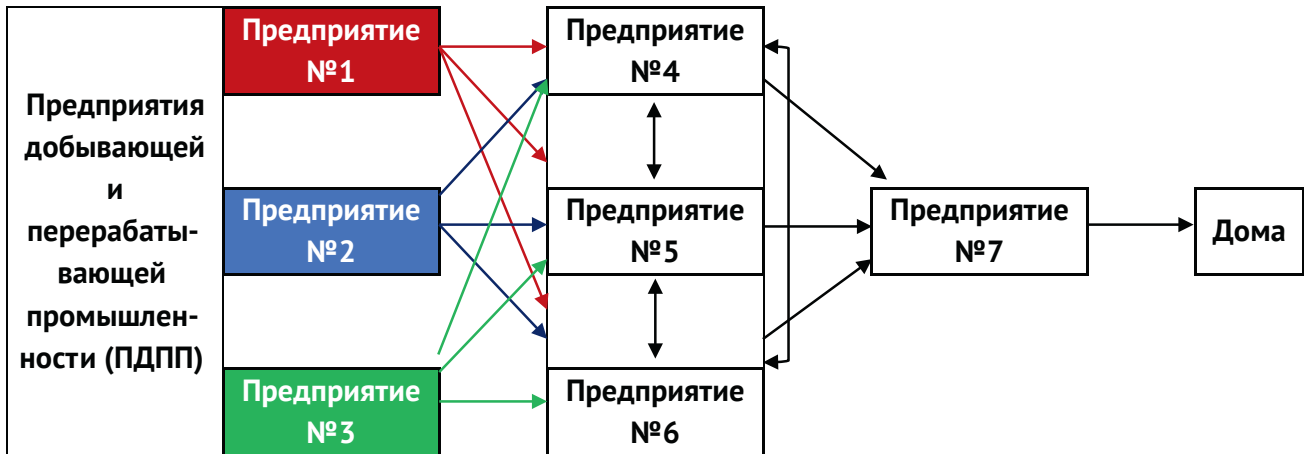 Предприятия
добывающей
и
перерабаты-
вающей
промышлен-
ности (ПДПП)
Предприятие
№1
Предприятие
№2
Предприятие
№3
Предприятие
№4
Предприятие
№5
Предприятие
№6
Предприятие
№7
Дома